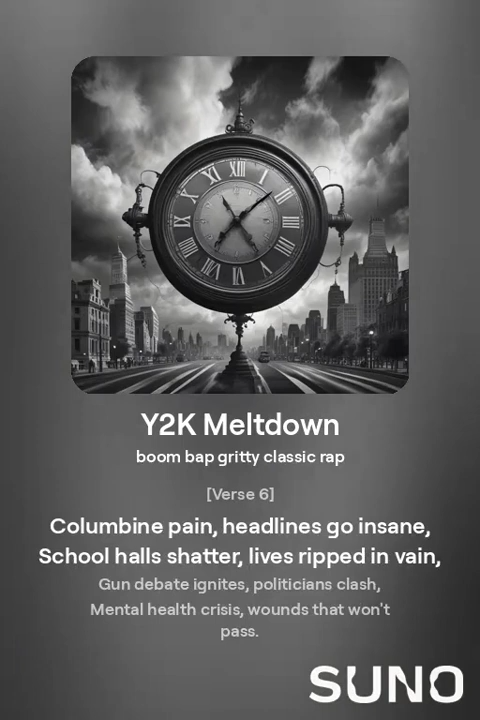 Y2K Meltdown
boom bap gritty classic rap
[Verse 6]
Columbine pain, headlines go insane,
School halls shatter, lives ripped in vain,
Gun debate ignites, politicians clash,
Mental health crisis, wounds that won't
pass.
SUNO